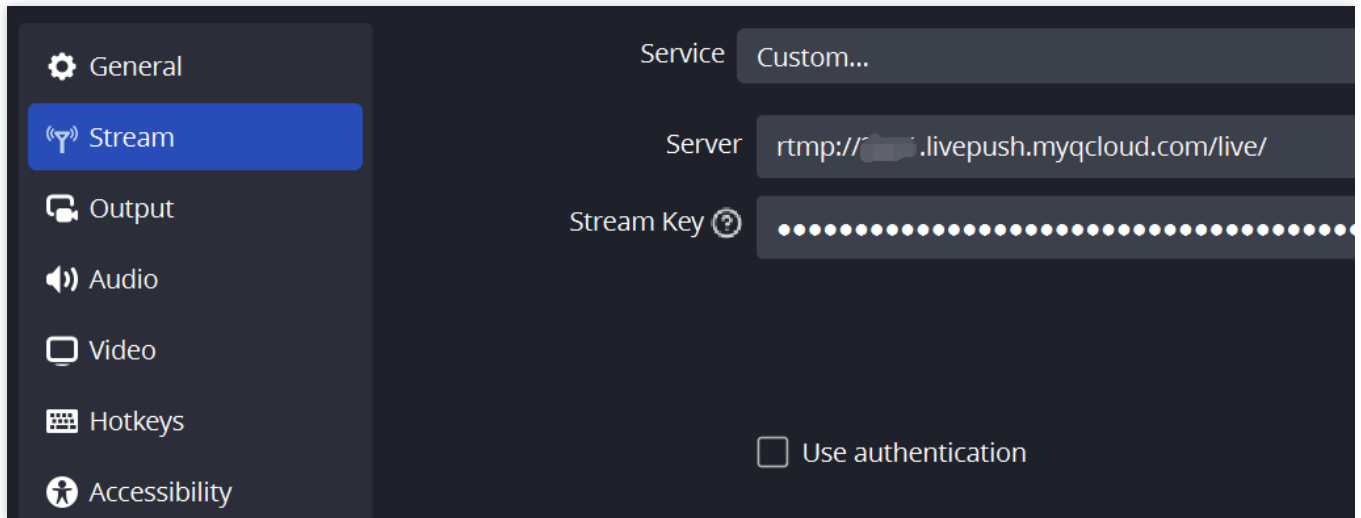 General
Stream
Output
Audio
Video
Hotkeys
Accessibility
Service Custom...
Server rtmp:// .livepush.myqcloud.com/live/
Stream Key
Use authentication